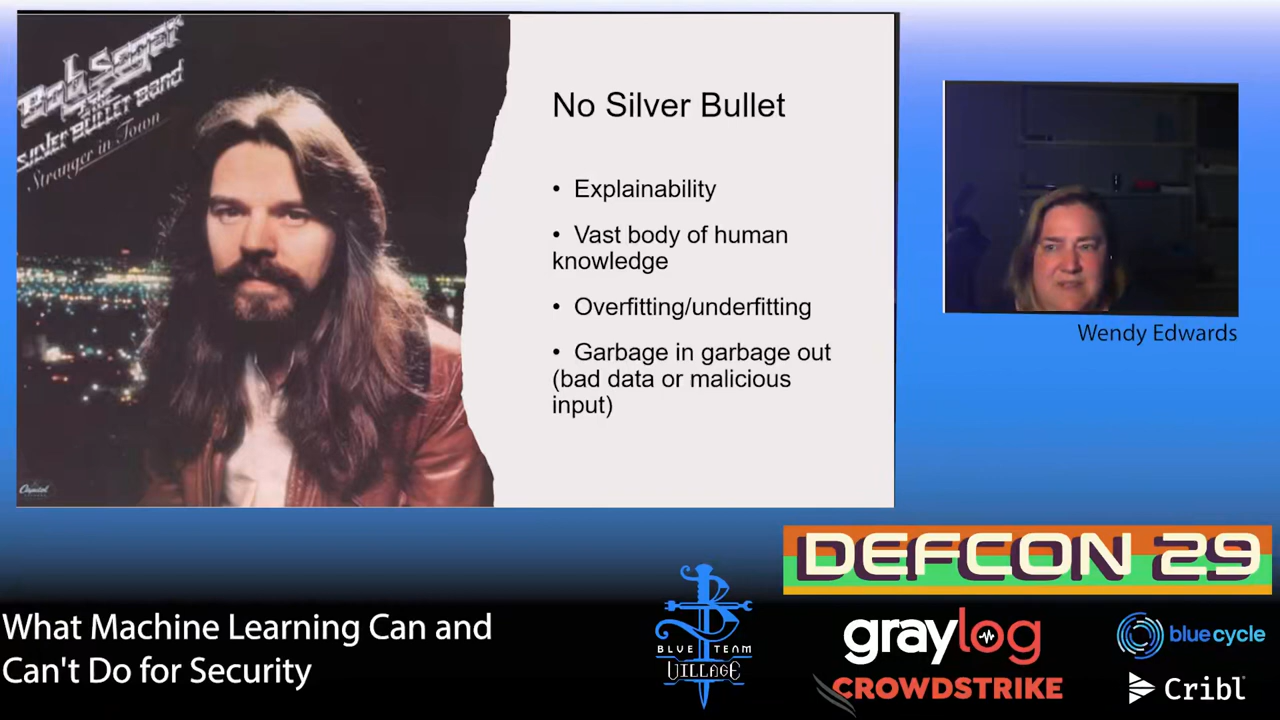 Bob Seger
& THE
SILVER BULLET BAND
Stranger in Town
Capitol
No Silver Bullet
• Explainability
• Vast body of human
knowledge
• Overfitting/underfitting
• Garbage in garbage out
(bad data or malicious
input)
Wendy Edwards
DEFCON 29
What Machine Learning Can and
Can't Do for Security
BLUE TEAM
VILLAGE
graylog
CROWDSTRIKE
bluecycle
Cribl